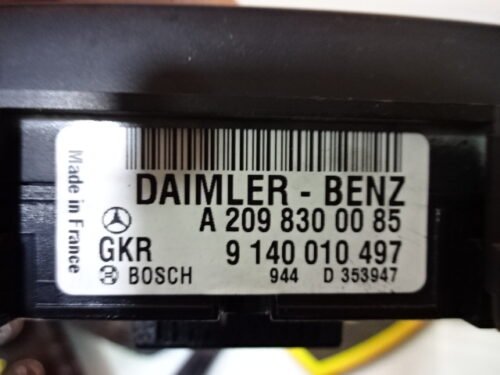 Made in France
DAIMLER - BENZ
A 209 830 00 85
GKR 9 140 010 497
BOSCH 944 D 353947